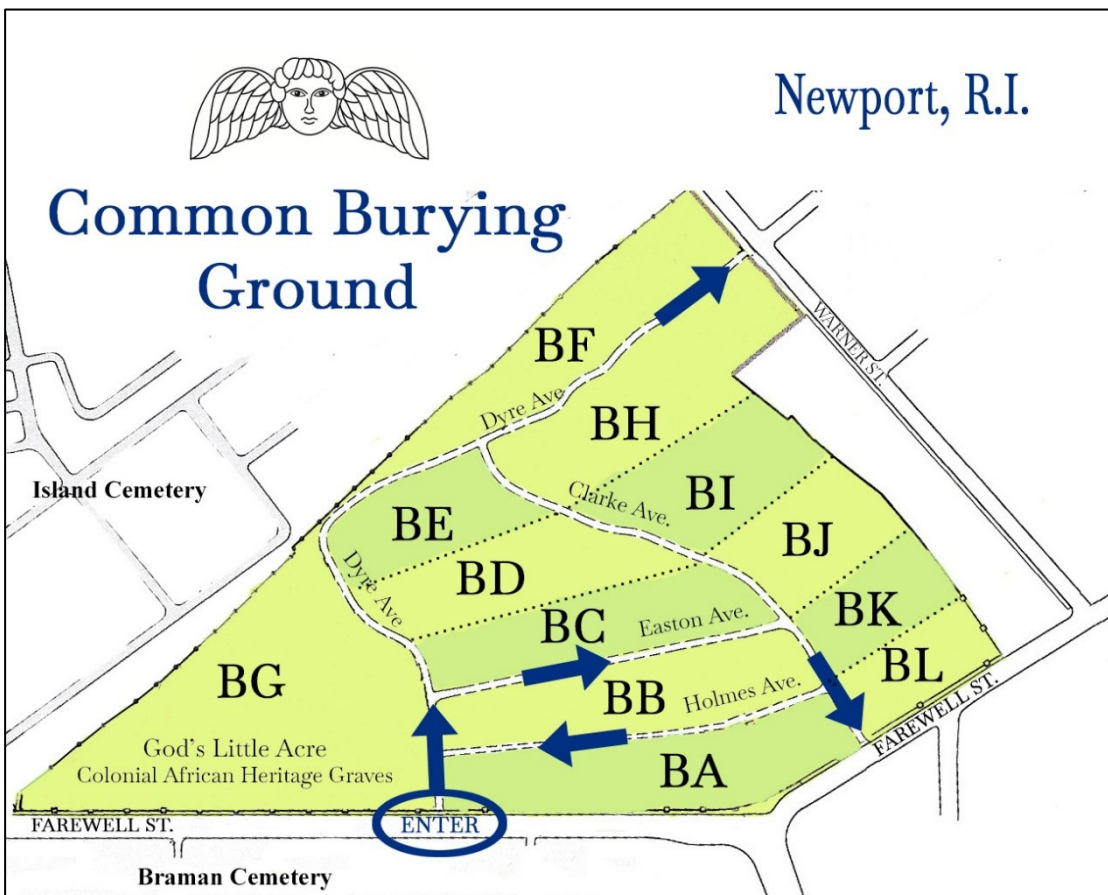 Newport, R.I.
Common Burying
Ground
WARNER ST.
BF
Dyre Ave
BH
BI
Island Cemetery
Clarke Ave.
BE
BJ
BD
Dyre Ave
BK
BC
Easton Ave.
BL
BG
BB
Holmes Ave.
FAREWELL ST.
God's Little Acre
Colonial African Heritage Graves
BA
FAREWELL ST.
ENTER
Braman Cemetery